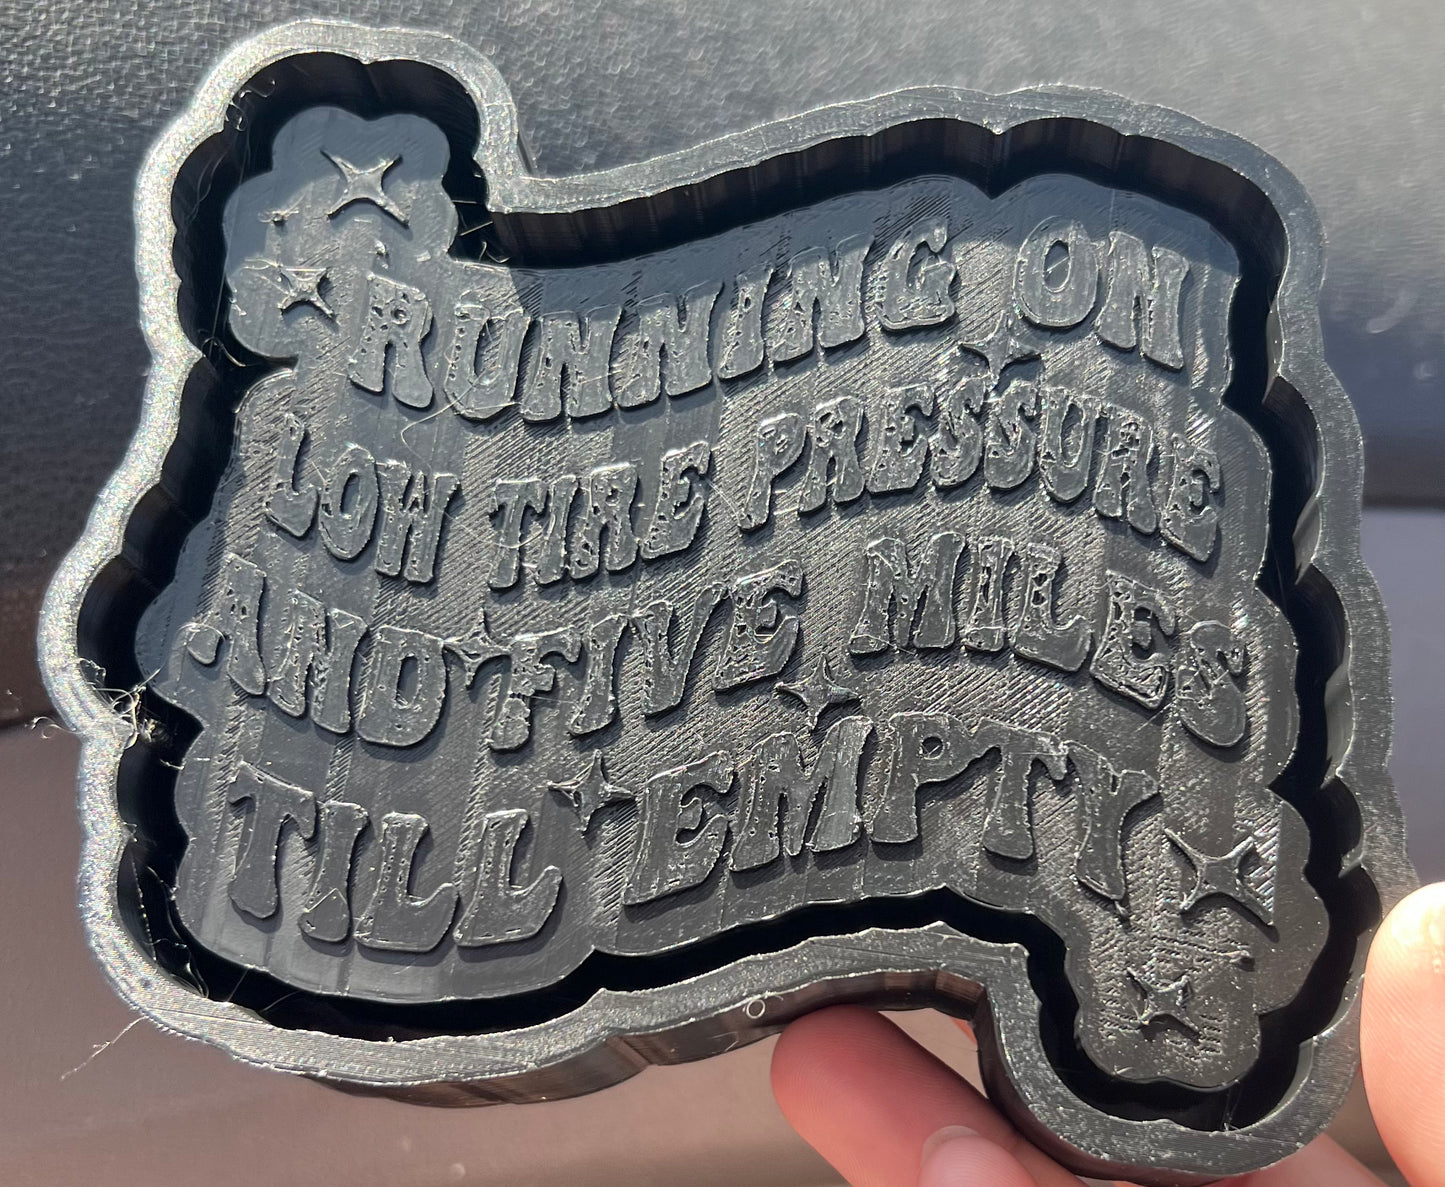 RUNNING ON
LOW TIRE PRESSURE
AND FIVE MILES
TILL EMPTY